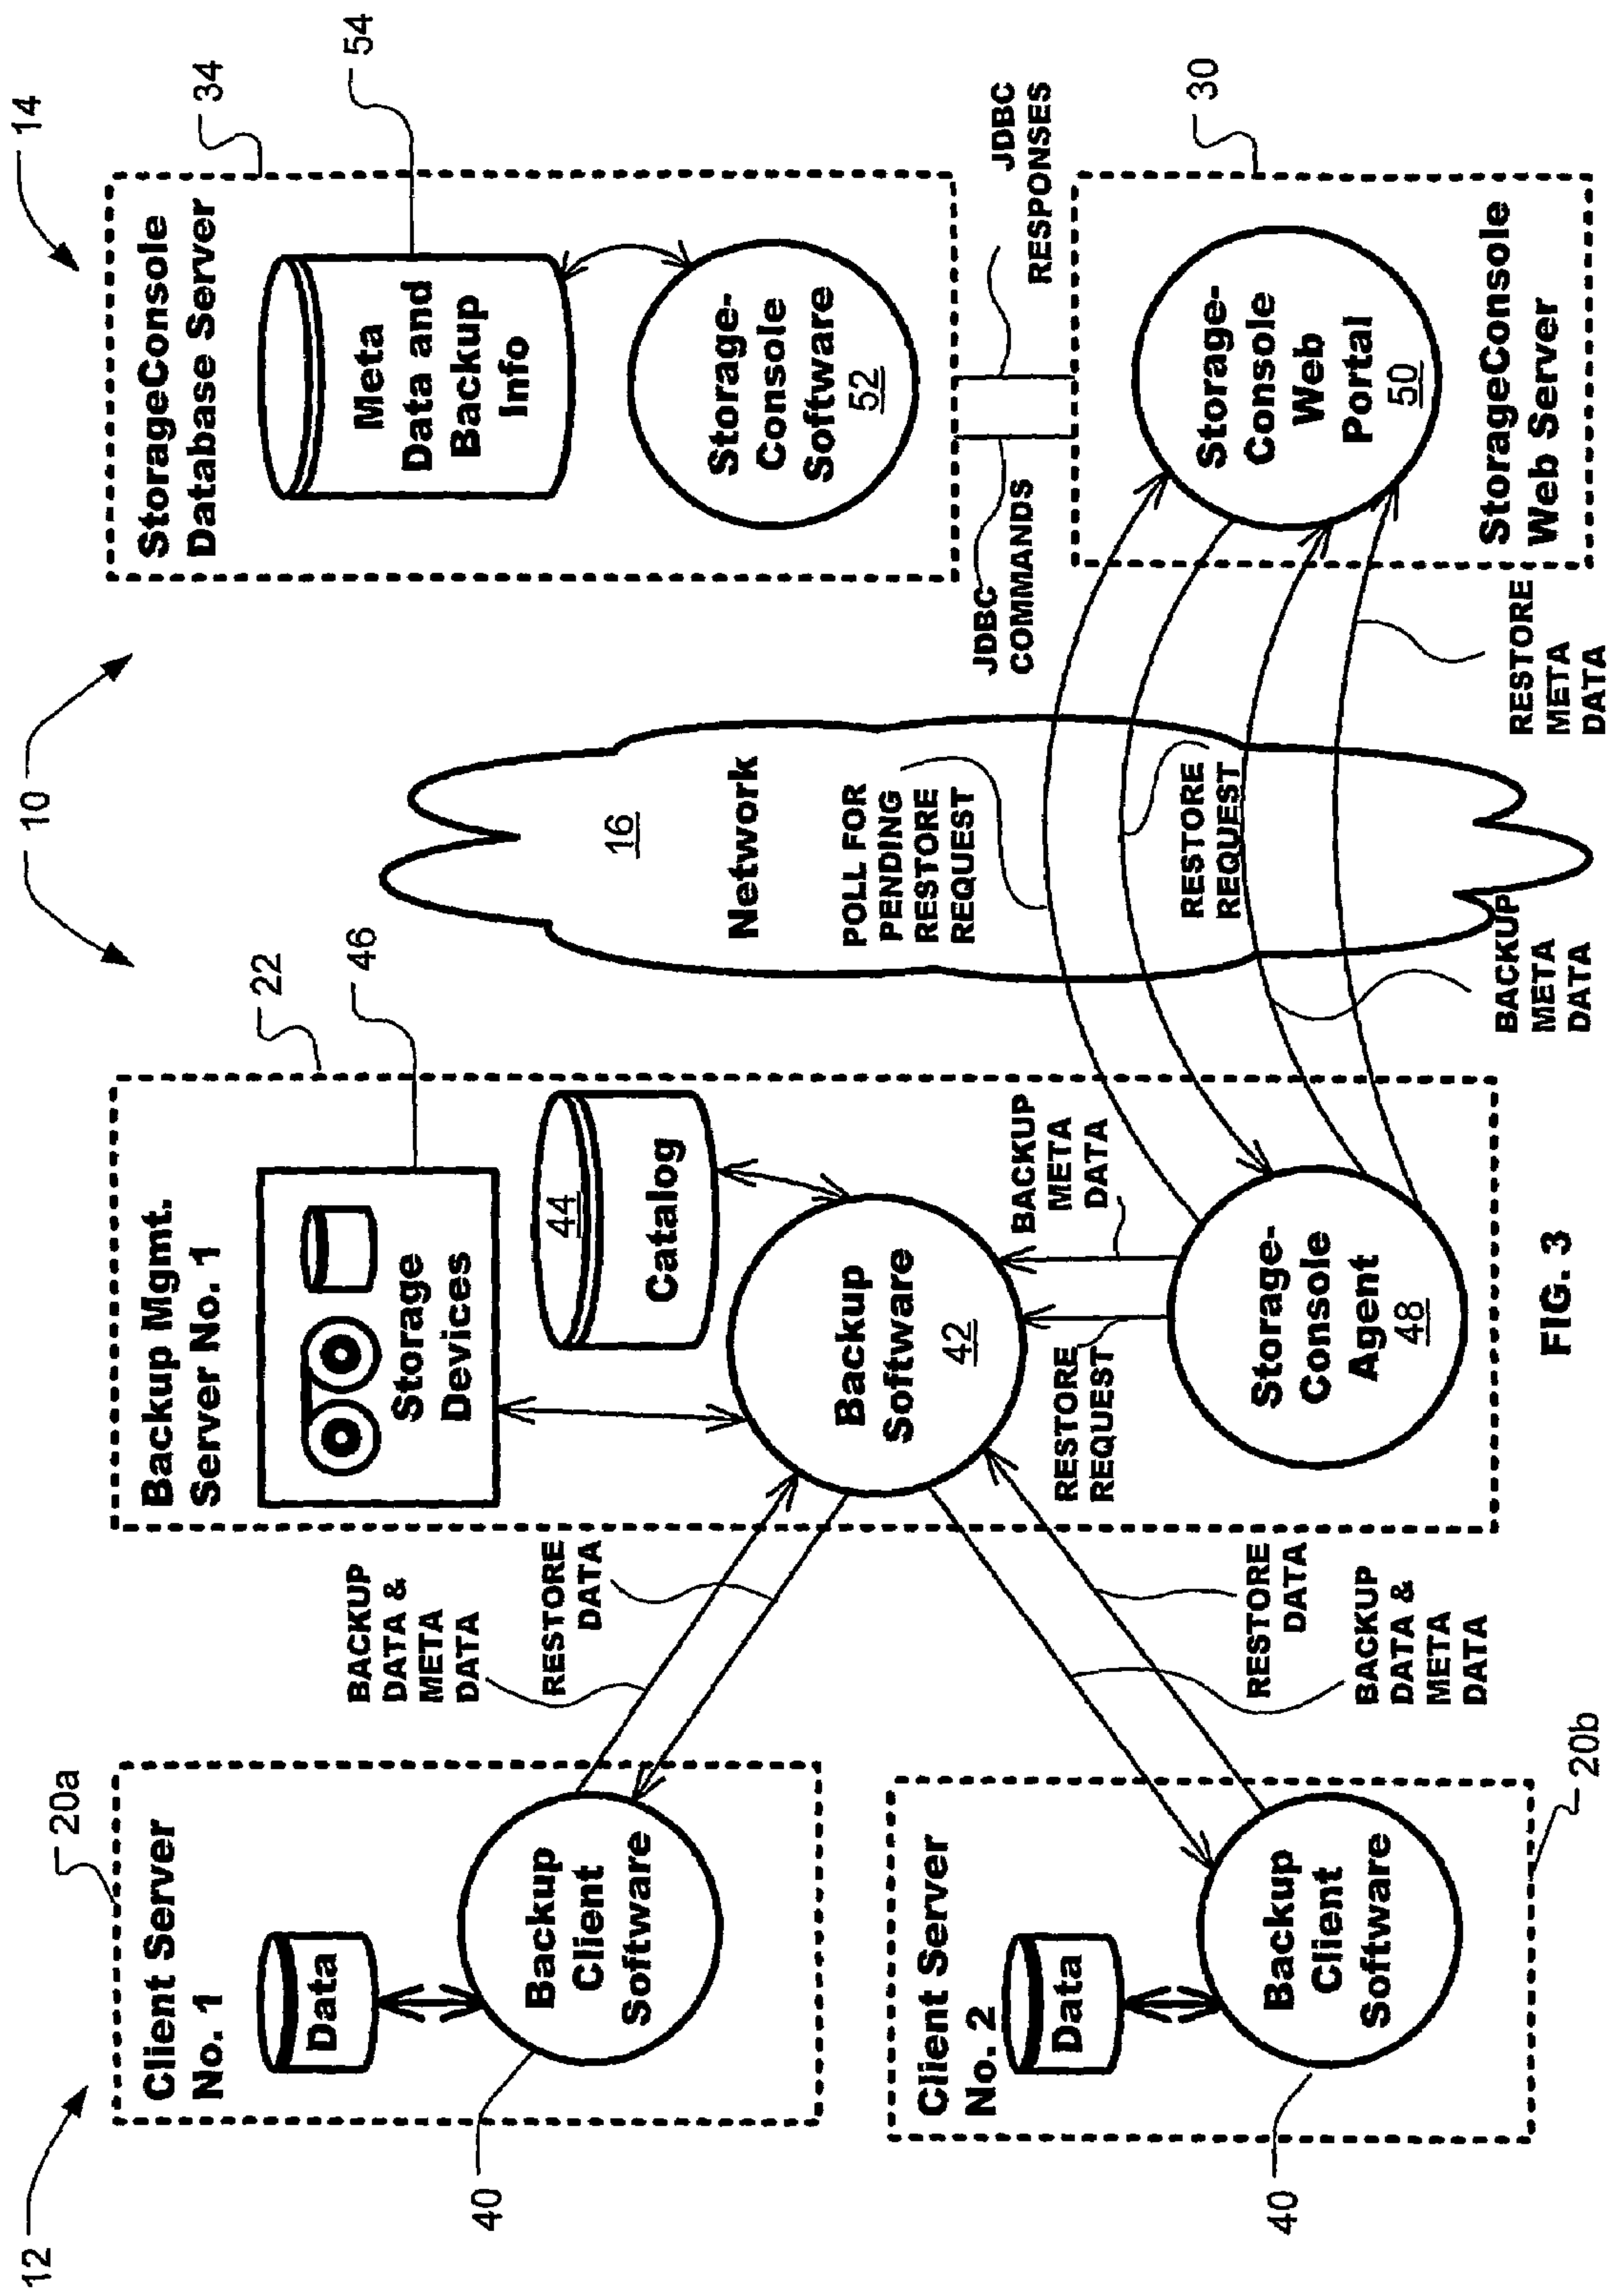 12
10
14
20a
Client Server
No. 1
Data
Backup
Client
Software
40
Client Server
No. 2
Data
Backup
Client
Software
40
20b
BACKUP
DATA &
META
DATA
RESTORE
DATA
RESTORE
DATA
BACKUP
DATA &
META
DATA
22
Backup Mgmt.
Server No. 1
46
Storage
Devices
44
Catalog
Backup
Software
42
RESTORE
REQUEST
BACKUP
META
DATA
Storage-
Console
Agent
48
16
Network
POLL FOR
PENDING
RESTORE
REQUEST
RESTORE
REQUEST
BACKUP
META
DATA
RESTORE
META
DATA
34
StorageConsole
Database Server
54
Meta
Data and
Backup
Info
Storage-
Console
Software
52
JDBC
COMMANDS
JDBC
RESPONSES
30
Storage-
Console
Web
Portal
50
StorageConsole
Web Server
FIG. 3